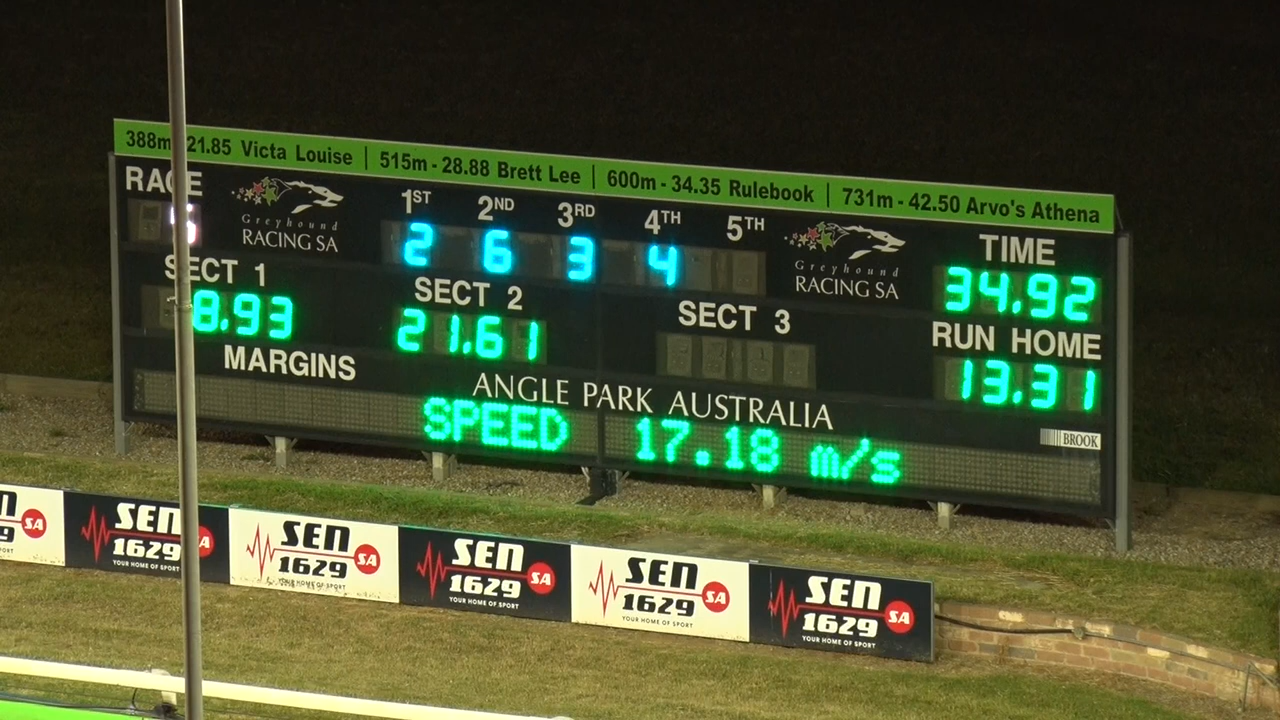 388m 21.85 Victa Louise | 515m - 28.88 Brett Lee | 600m - 34.35 Rulebook | 731m - 42.50 Arvo's Athena
RACE
Greyhound
RACING SA
1ST 2ND 3RD 4TH 5TH
2 6 3 4
Greyhound
RACING SA
TIME
34.92
SECT 1
8.93
SECT 2
21.61
SECT 3
RUN HOME
13.31
MARGINS
ANGLE PARK AUSTRALIA
SPEED 17.18 m/s
BROOK
9 SA
SEN
1629 SA
YOUR HOME OF SPORT
SEN
1629 SA
YOUR HOME OF SPORT
SEN
1629 SA
YOUR HOME OF SPORT
SEN
1629 SA
YOUR HOME OF SPORT
SEN
1629 SA
YOUR HOME OF SPORT